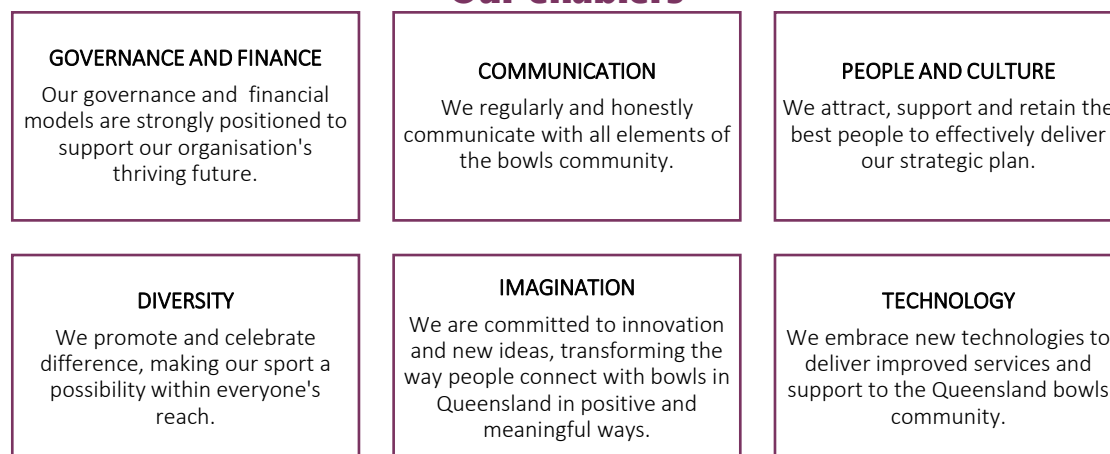 Our enablers
GOVERNANCE AND FINANCE
Our governance and financial
models are strongly positioned to
support our organisation's
thriving future.
COMMUNICATION
We regularly and honestly
communicate with all elements of
the bowls community.
PEOPLE AND CULTURE
We attract, support and retain the
best people to effectively deliver
our strategic plan.
DIVERSITY
We promote and celebrate
difference, making our sport a
possibility within everyone's
reach.
IMAGINATION
We are committed to innovation
and new ideas, transforming the
way people connect with bowls in
Queensland in positive and
meaningful ways.
TECHNOLOGY
We embrace new technologies to
deliver improved services and
support to the Queensland bowls
community.